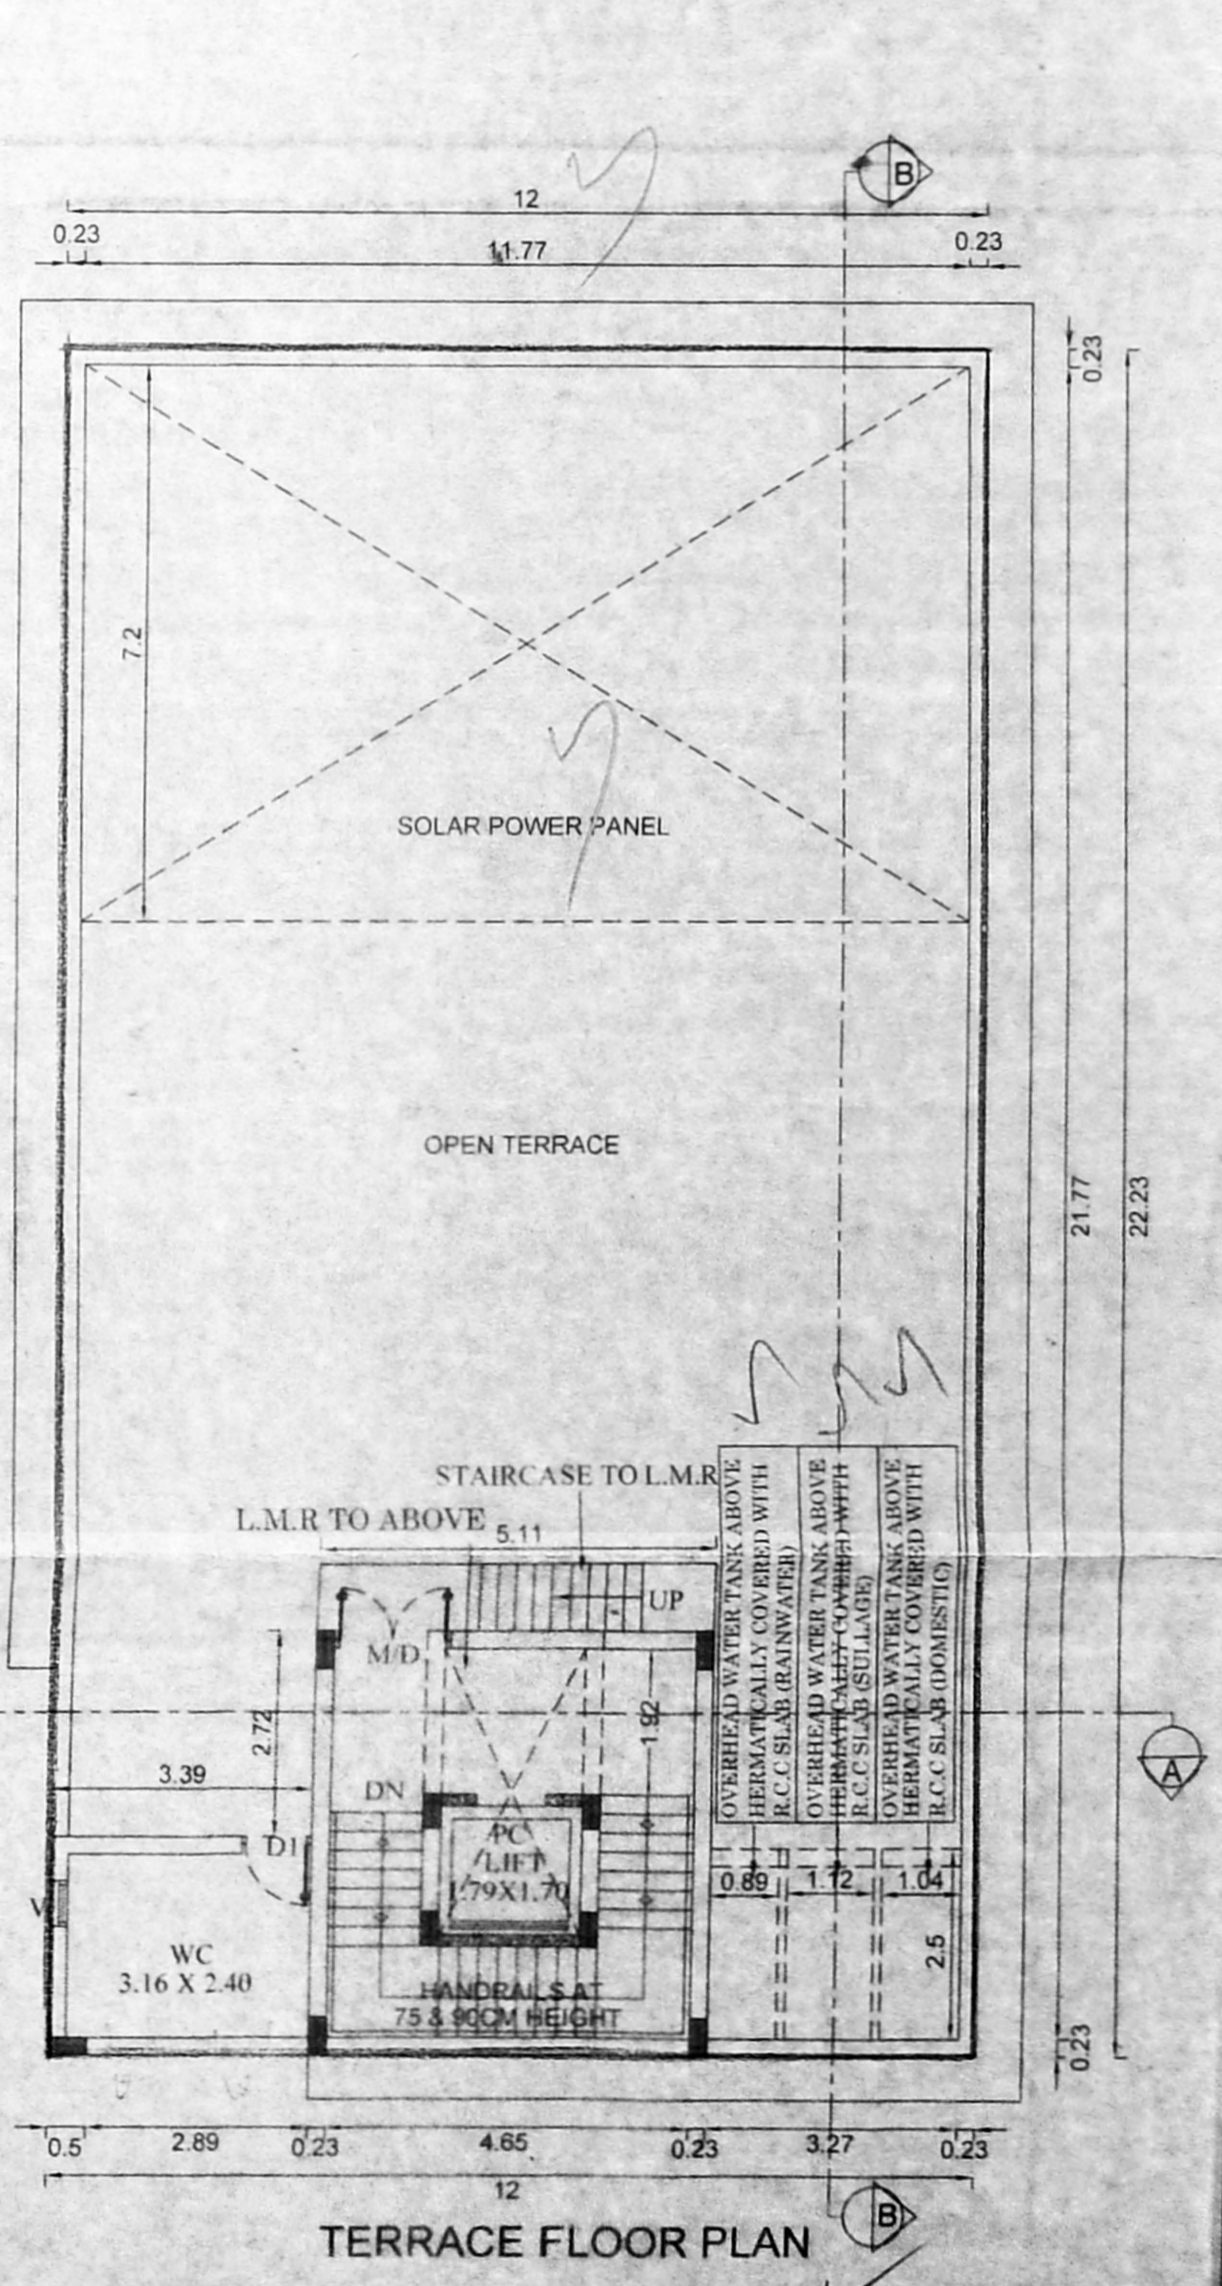 B
12
0.23
11.77
0.23
0.23
7.2
SOLAR POWER PANEL
OPEN TERRACE
21.77
22.23
STAIRCASE TO L.M.R
L.M.R TO ABOVE
5.11
UP
M/D
OVERHEAD WATER TANK ABOVE
HERMATICALLY COVERED WITH
R.C.C SLAB (RAINWATER)
OVERHEAD WATER TANK ABOVE
HERMATICALLY COVERED WITH
R.C.C SLAB (SULLAGE)
OVERHEAD WATER TANK ABOVE
HERMATICALLY COVERED WITH
R.C.C SLAB (DOMESTIC)
2.72
1.92
A
3.39
DN
D1
LIFT
1.79X1.70
0.89
1.12
1.04
V
WC
3.16 X 2.40
2.5
HANDRAILS AT
75 & 90CM HEIGHT
0.23
0.5
2.89
0.23
4.65
0.23
3.27
0.23
12
B
TERRACE FLOOR PLAN